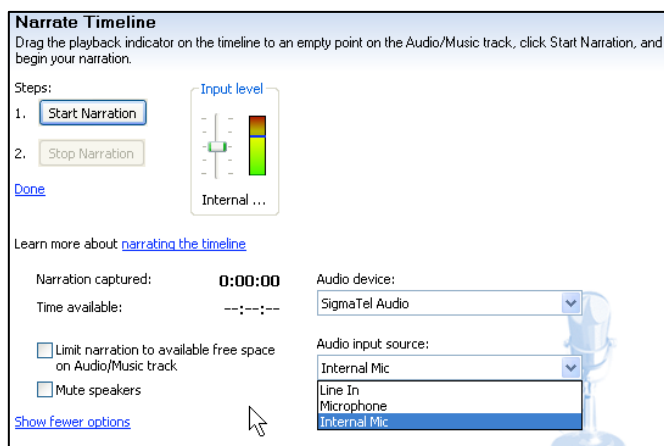 Narrate Timeline
Drag the playback indicator on the timeline to an empty point on the Audio/Music track, click Start Narration, and
begin your narration.
Steps:
1. Start Narration
2. Stop Narration
Done
Input level
Internal ...
Learn more about narrating the timeline
Narration captured: 0:00:00
Time available: --:--:--
Limit narration to available free space
on Audio/Music track
Mute speakers
Show fewer options
Audio device:
SigmaTel Audio
Audio input source:
Internal Mic
Line In
Microphone
Internal Mic